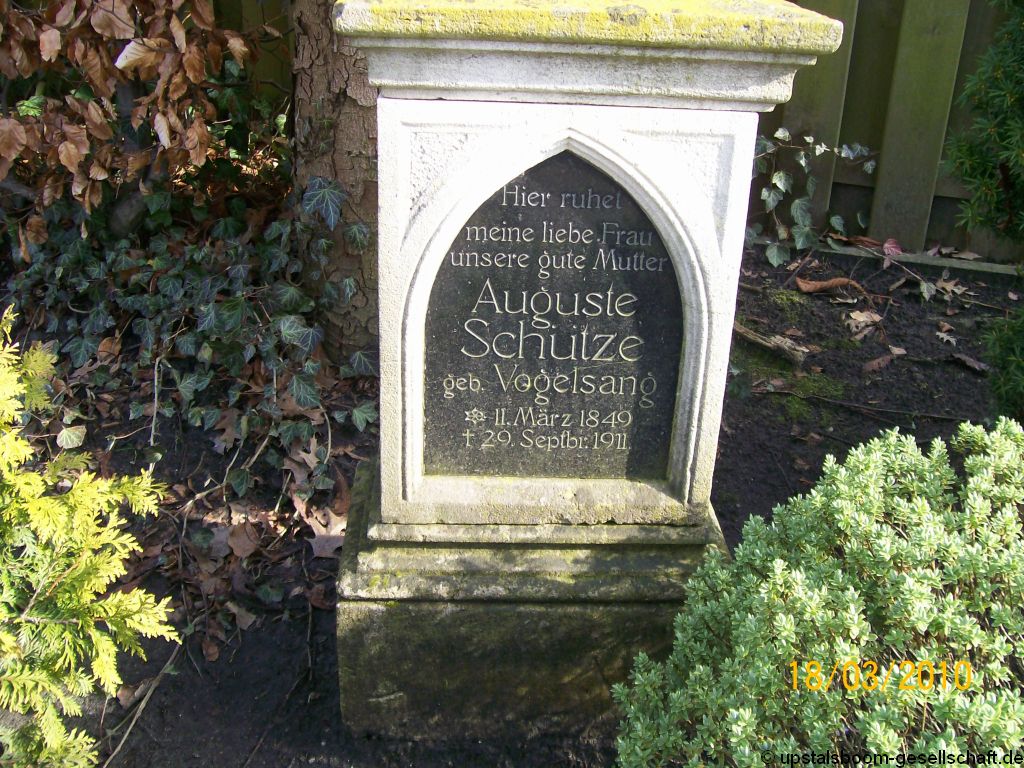 Hier ruhet
meine liebe Frau
unsere gute Mutter
Auguste
Schütze
geb. Vogelsang
11. März 1849
† 29. Septbr. 1911.
18/03/2010
© upstalsboom-gesellschaft.de